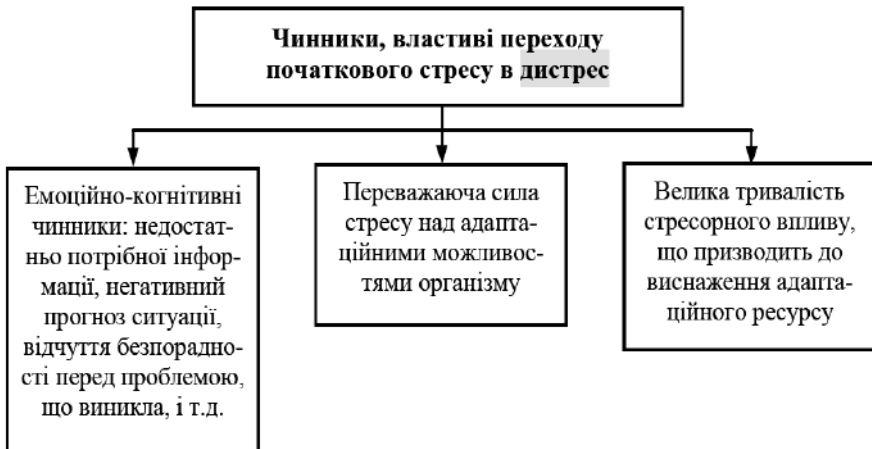 Чинники, властиві переходу
початкового стресу в дистрес
Емоційно-когнітивні
чинники: недостат-
ньо потрібної інфор-
мації, негативний
прогноз ситуації,
відчуття безпорадно-
сті перед проблемою,
що виникла, і т.д.
Переважаюча сила
стресу над адапта-
ційними можливос-
тями організму
Велика тривалість
стресорного впливу,
що призводить до
виснаження адапта-
ційного ресурсу